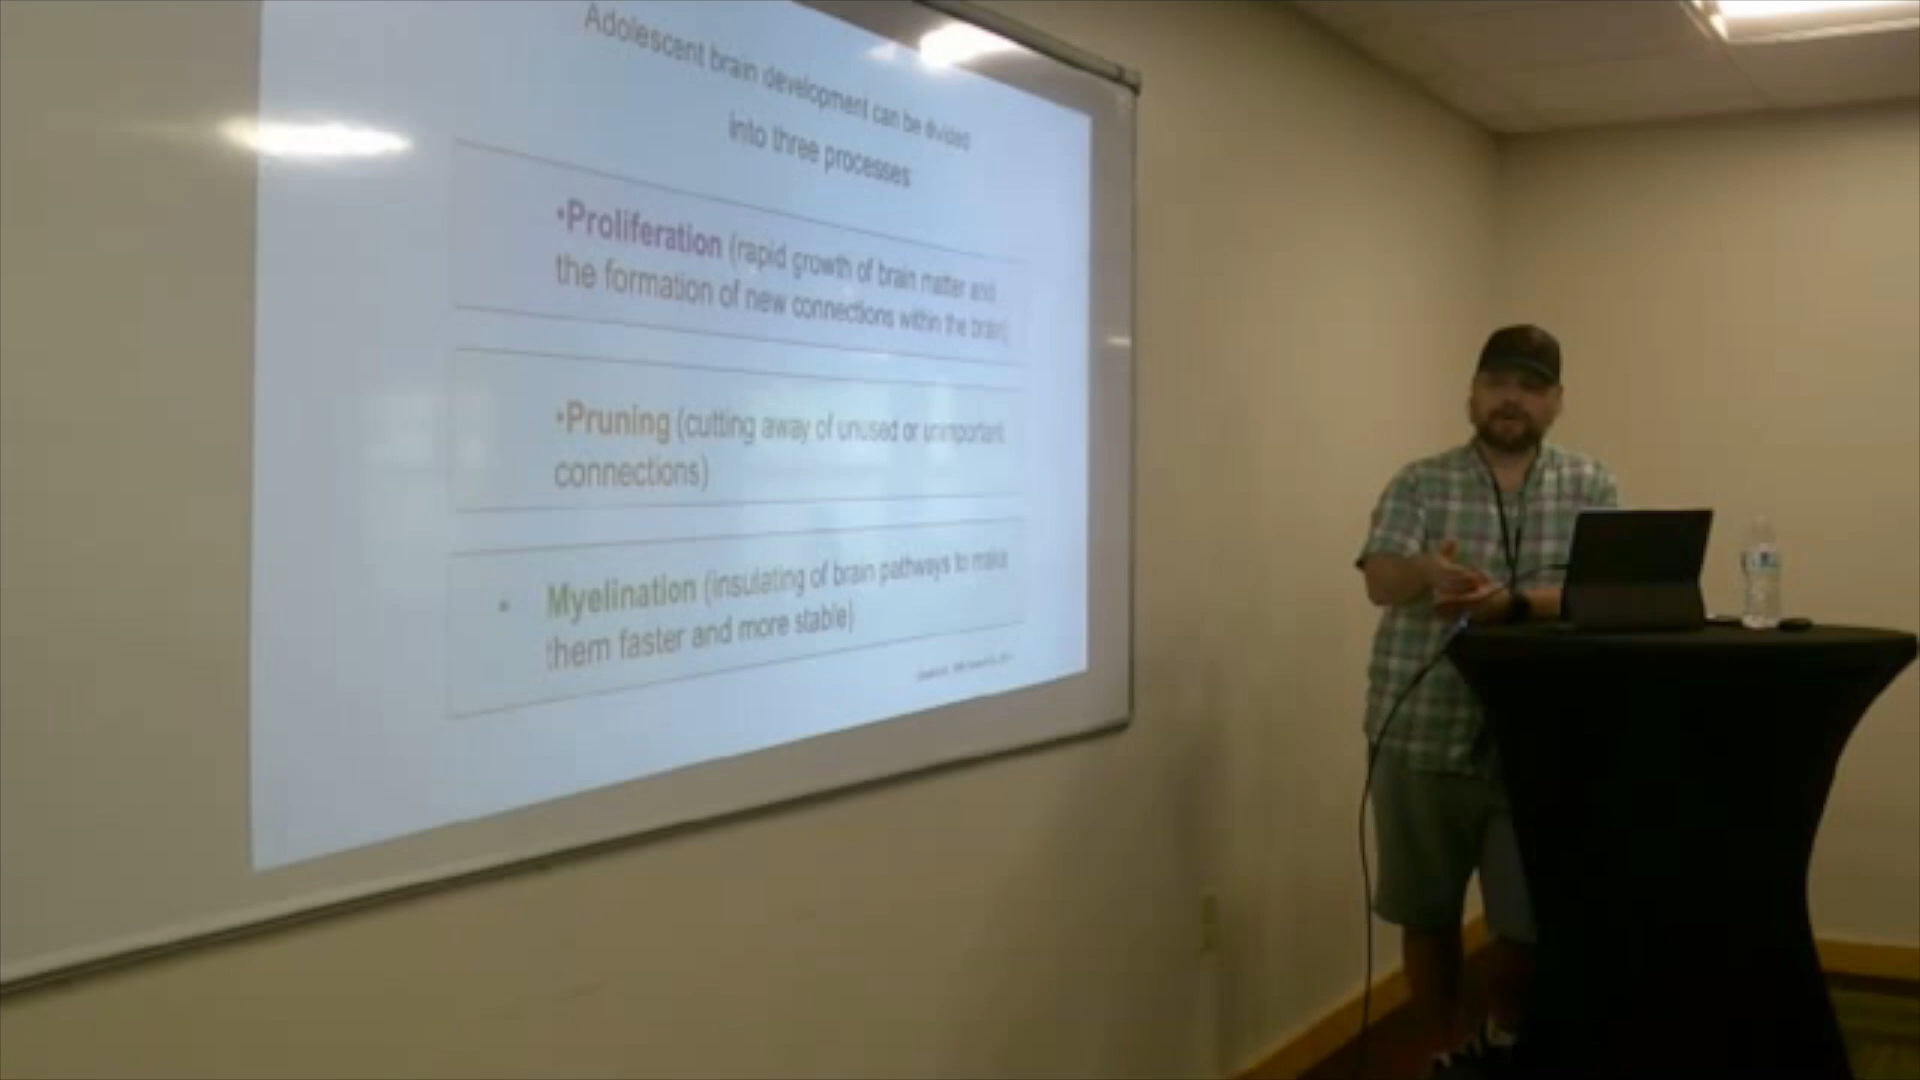 Adolescent brain development can be divided
into three processes
•Proliferation (rapid growth of brain matter and
the formation of new connections within the brain)
•Pruning (cutting away of unused or unimportant
connections)
• Myelination (insulating of brain pathways to make
them faster and more stable)